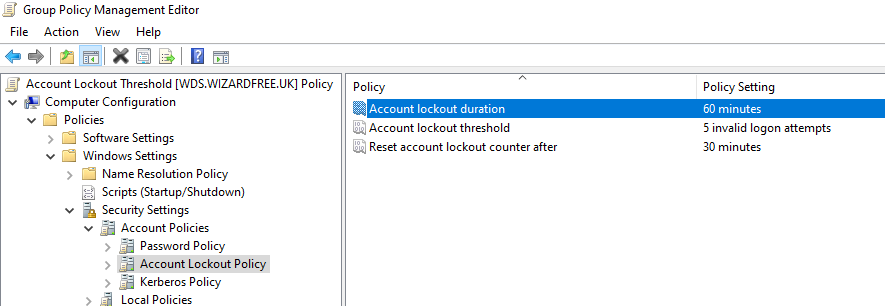 Group Policy Management Editor
File Action View Help
Account Lockout Threshold [WDS.WIZARDFREE.UK] Policy
Computer Configuration
Policies
Software Settings
Windows Settings
Name Resolution Policy
Scripts (Startup/Shutdown)
Security Settings
Account Policies
Password Policy
Account Lockout Policy
Kerberos Policy
Local Policies
Policy Policy Setting
Account lockout duration 60 minutes
Account lockout threshold 5 invalid logon attempts
Reset account lockout counter after 30 minutes